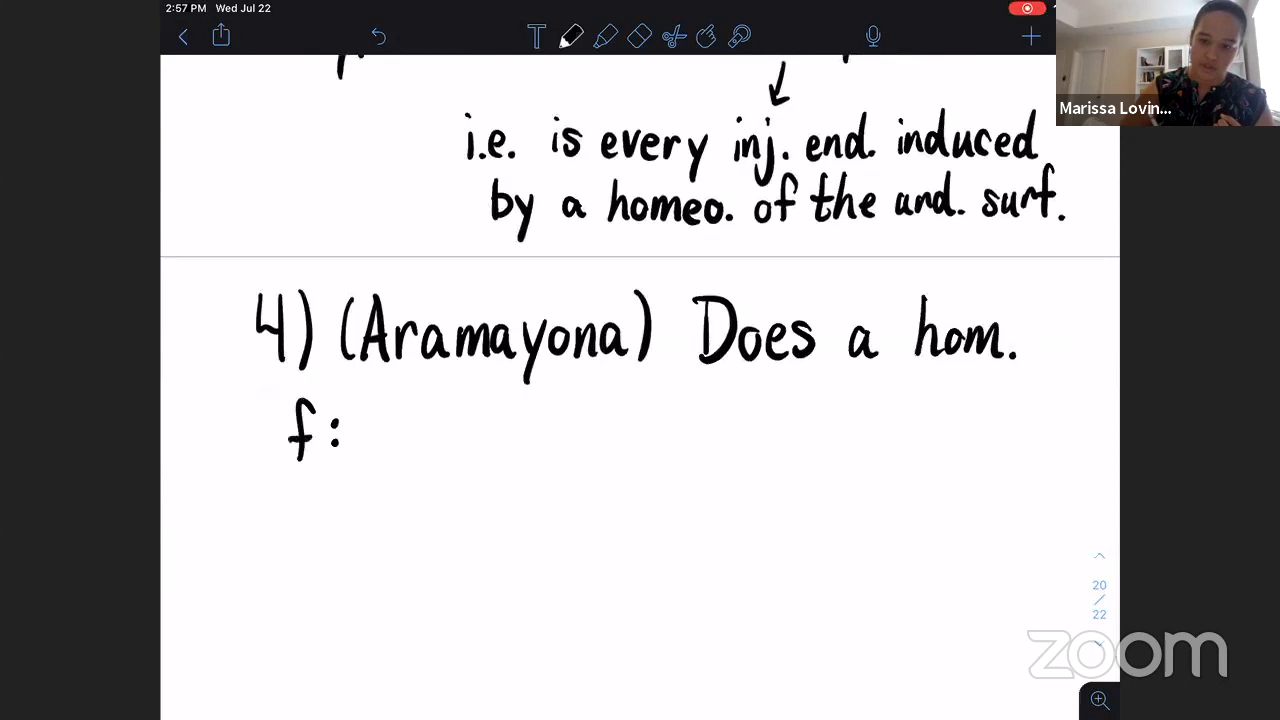 2:57 PM Wed Jul 22
Marissa Lovin...
i.e. is every inj. end. induced
by a homeo. of the und. surf.
4) (Aramayona) Does a hom.
f:
20
/
22
zoom